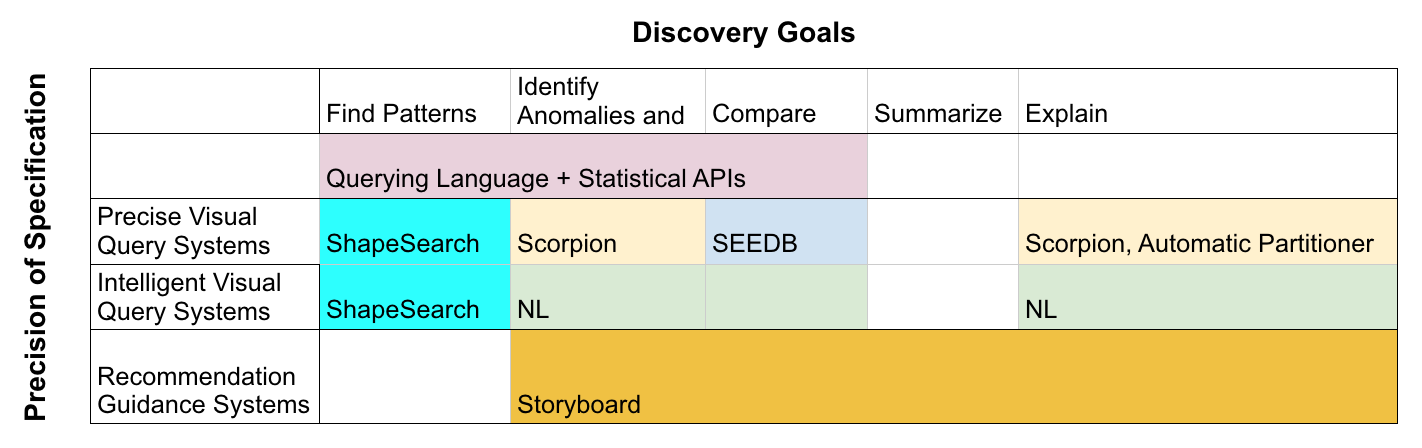 Discovery Goals
Precision of Specification
Find Patterns
Identify
Anomalies and
Compare
Summarize
Explain
Querying Language + Statistical APIs
Precise Visual
Query Systems
ShapeSearch
Scorpion
SEEDB
Scorpion, Automatic Partitioner
Intelligent Visual
Query Systems
ShapeSearch
NL
NL
Recommendation
Guidance Systems
Storyboard